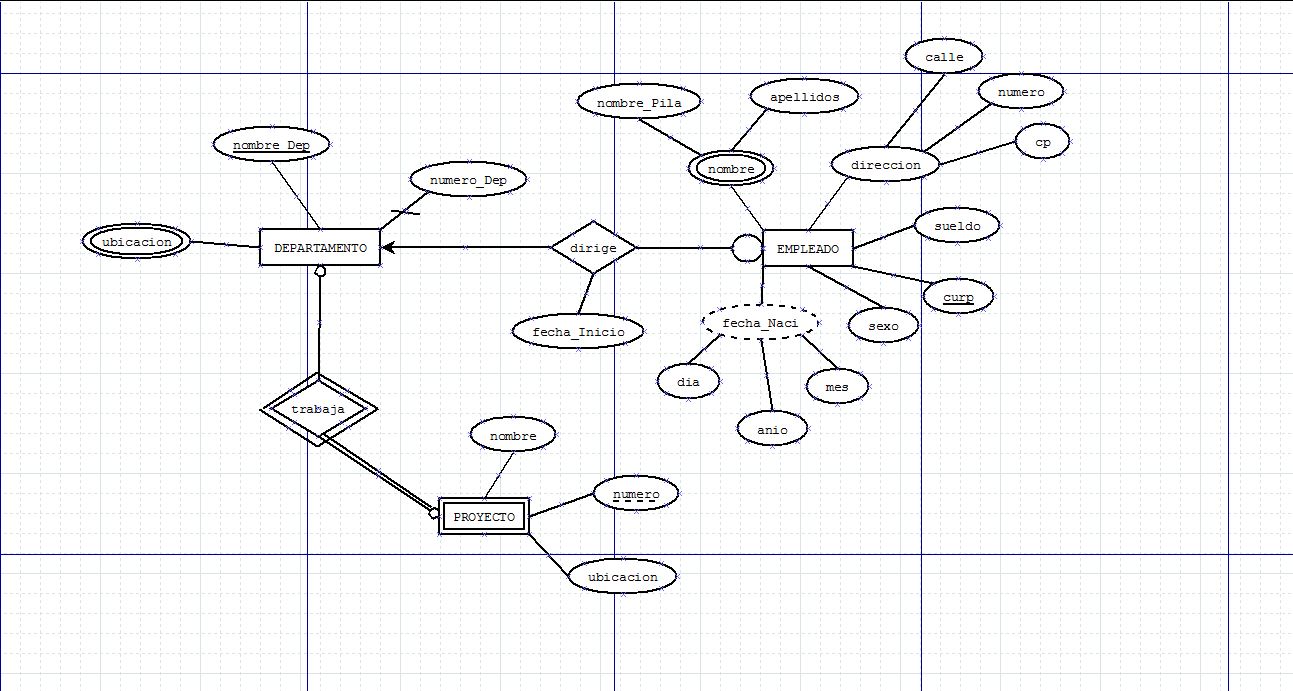 calle
nombre_Pila
apellidos
numero
nombre_Dep
cp
nombre
direccion
numero_Dep
sueldo
ubicacion
DEPARTAMENTO
dirige
EMPLEADO
curp
fecha_Inicio
fecha_Naci
sexo
dia
mes
trabaja
anio
nombre
numero
PROYECTO
ubicacion